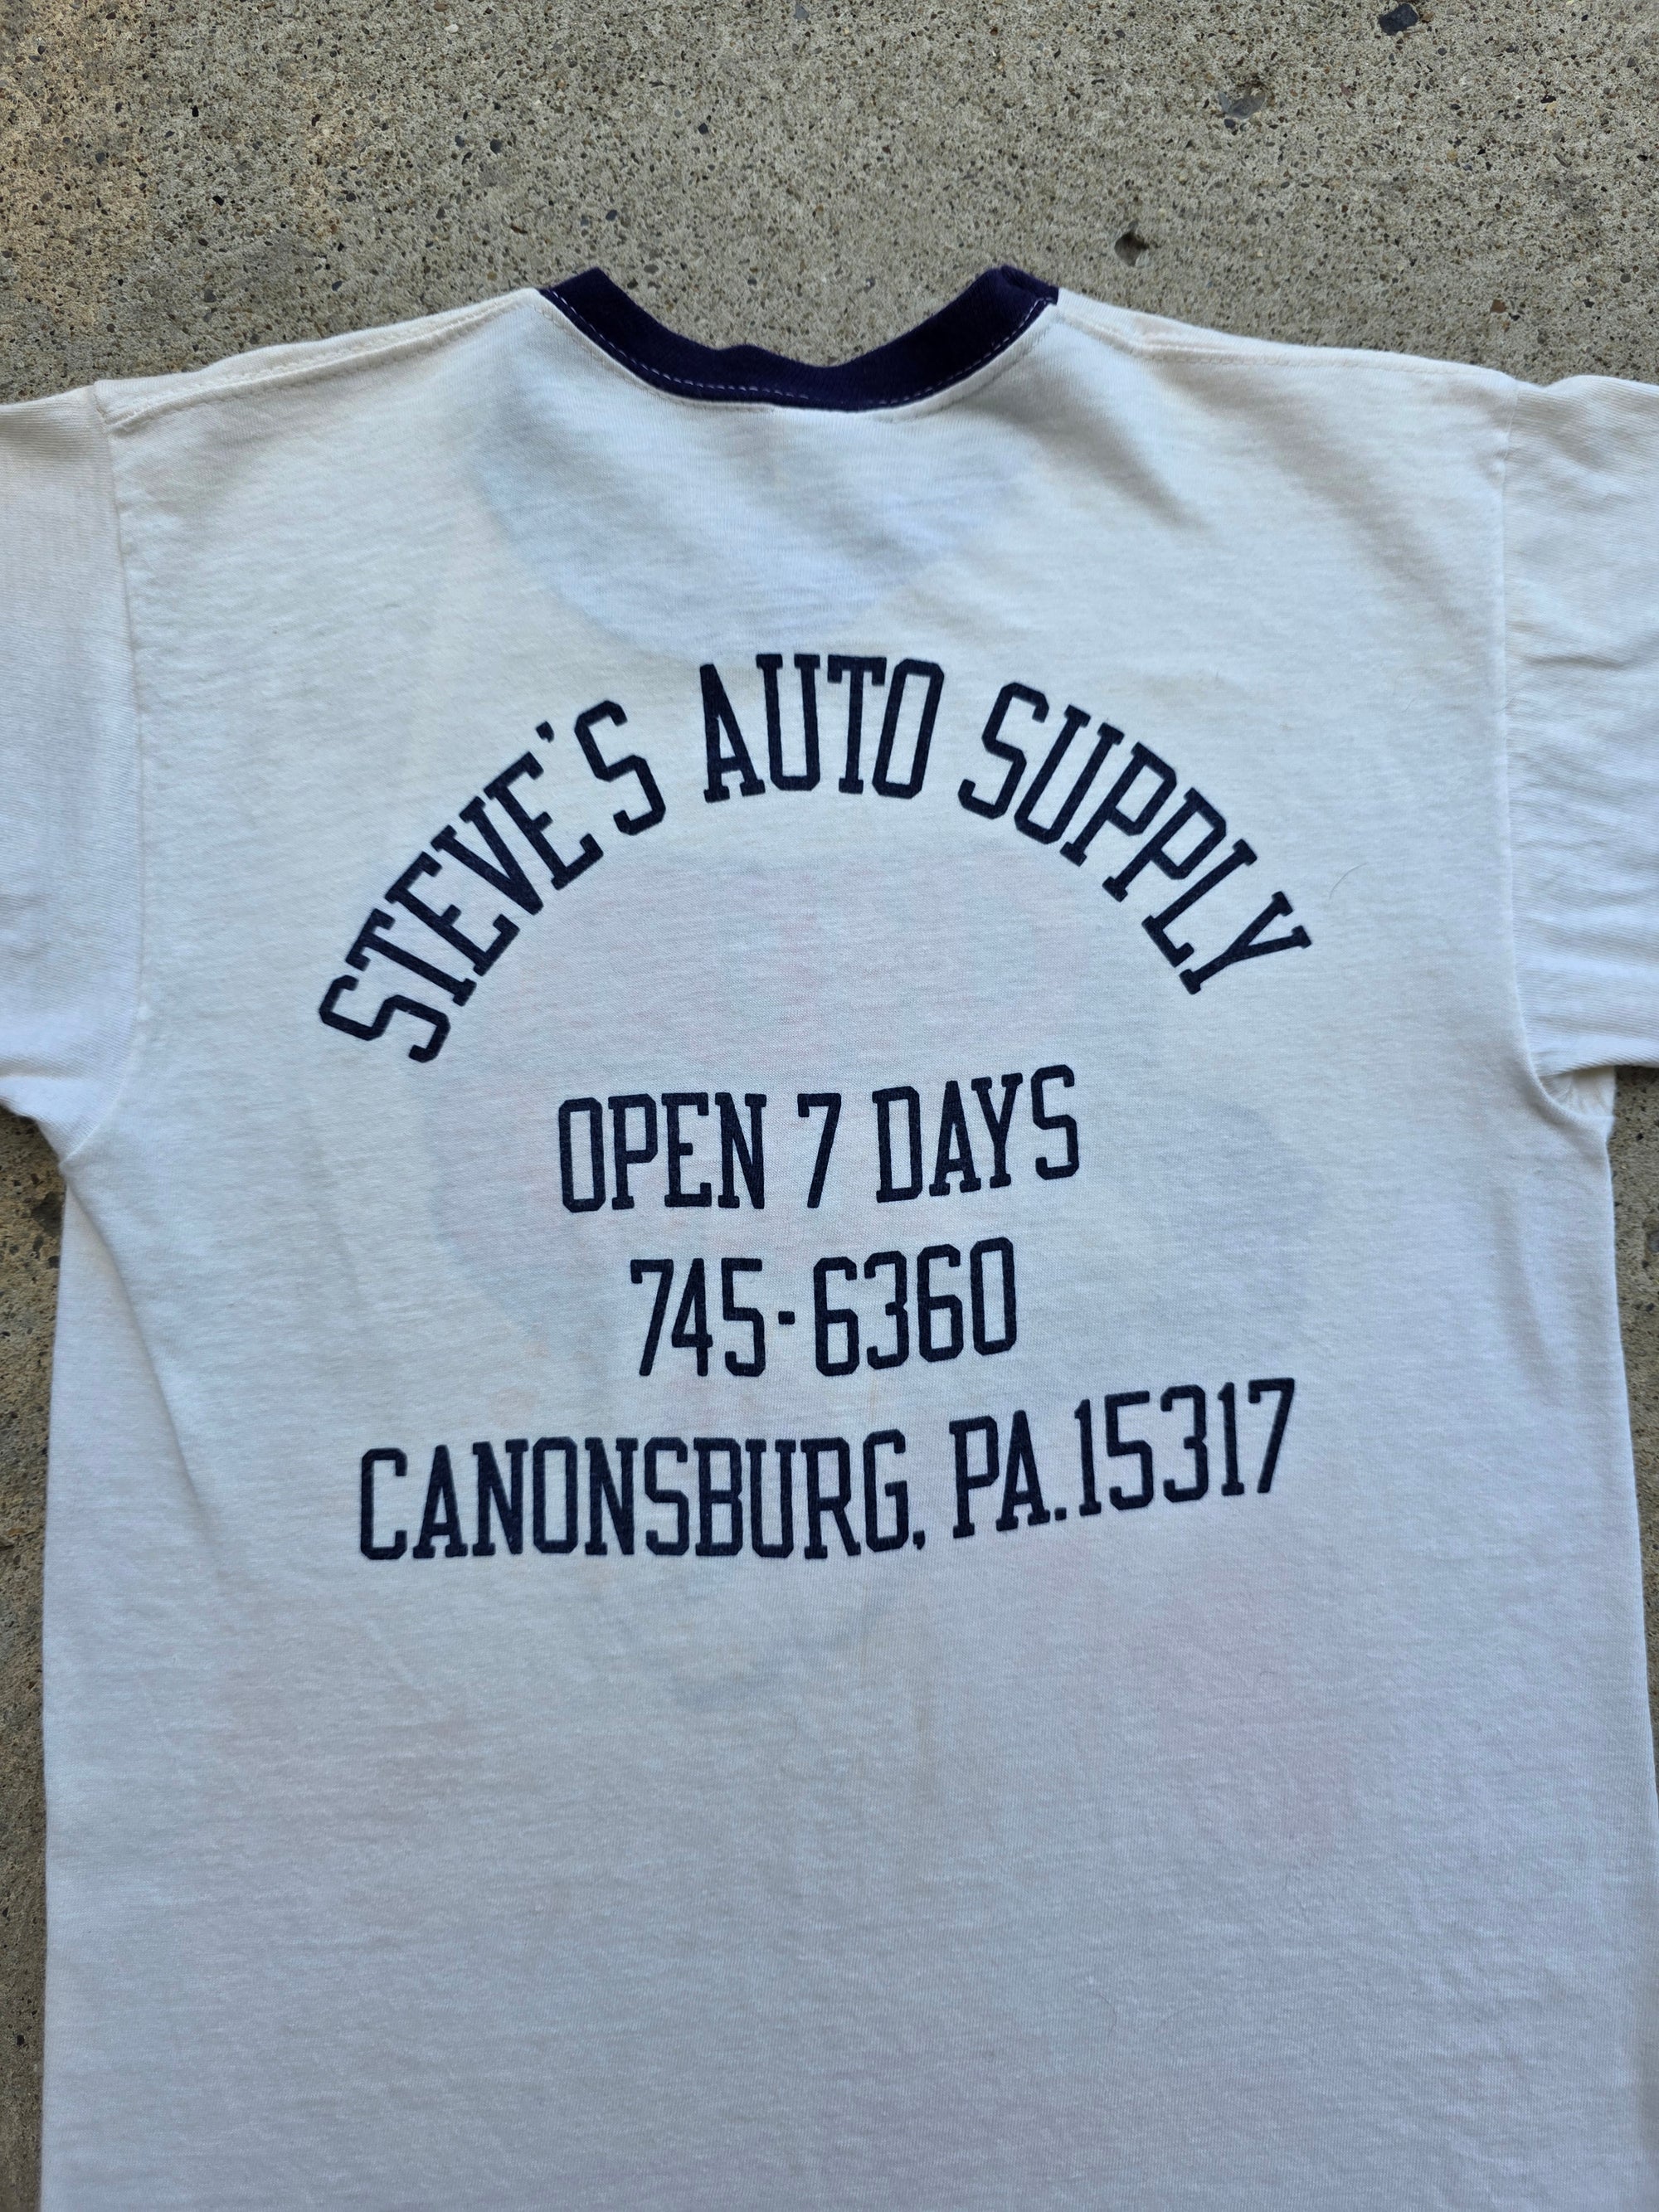 STEVE'S AUTO SUPPLY
OPEN 7 DAYS
745-6360
CANONSBURG, PA. 15317